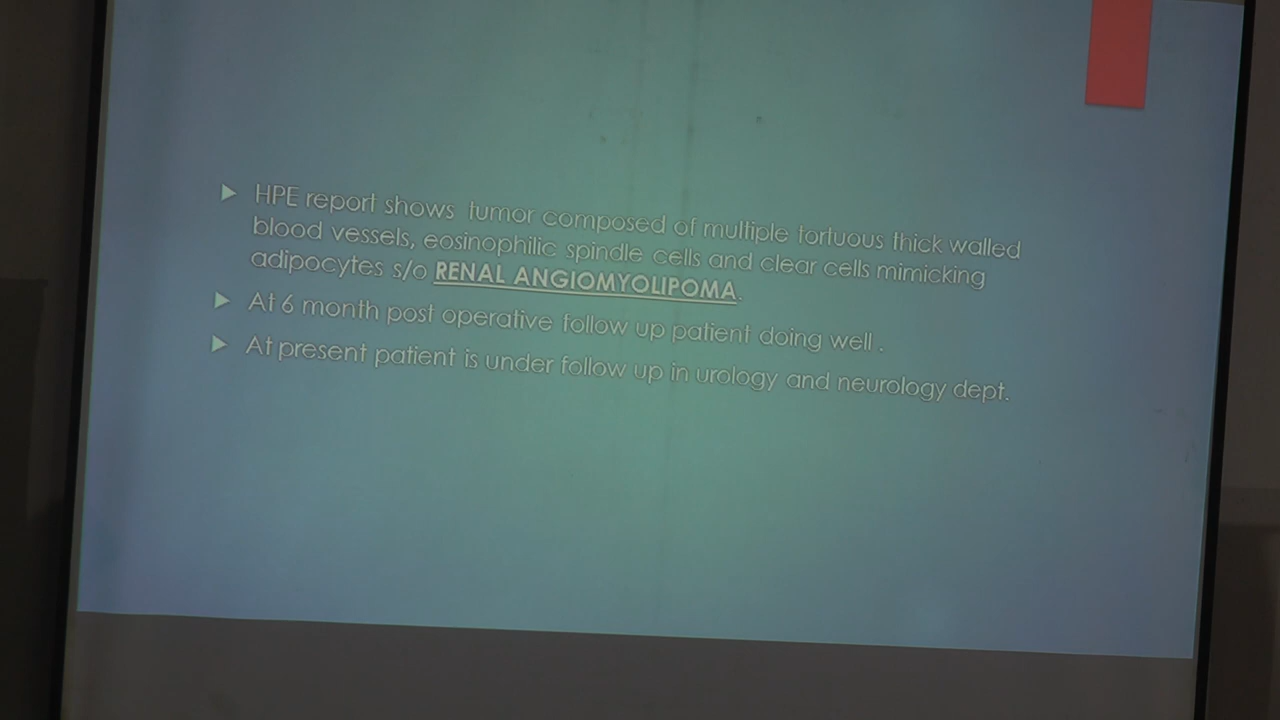 HPE report shows tumor composed of multiple tortuous thick walled
blood vessels, eosinophilic spindle cells and clear cells mimicking
adipocytes s/o RENAL ANGIOMYOLIPOMA.
At 6 month post operative follow up patient doing well .
At present patient is under follow up in urology and neurology dept.